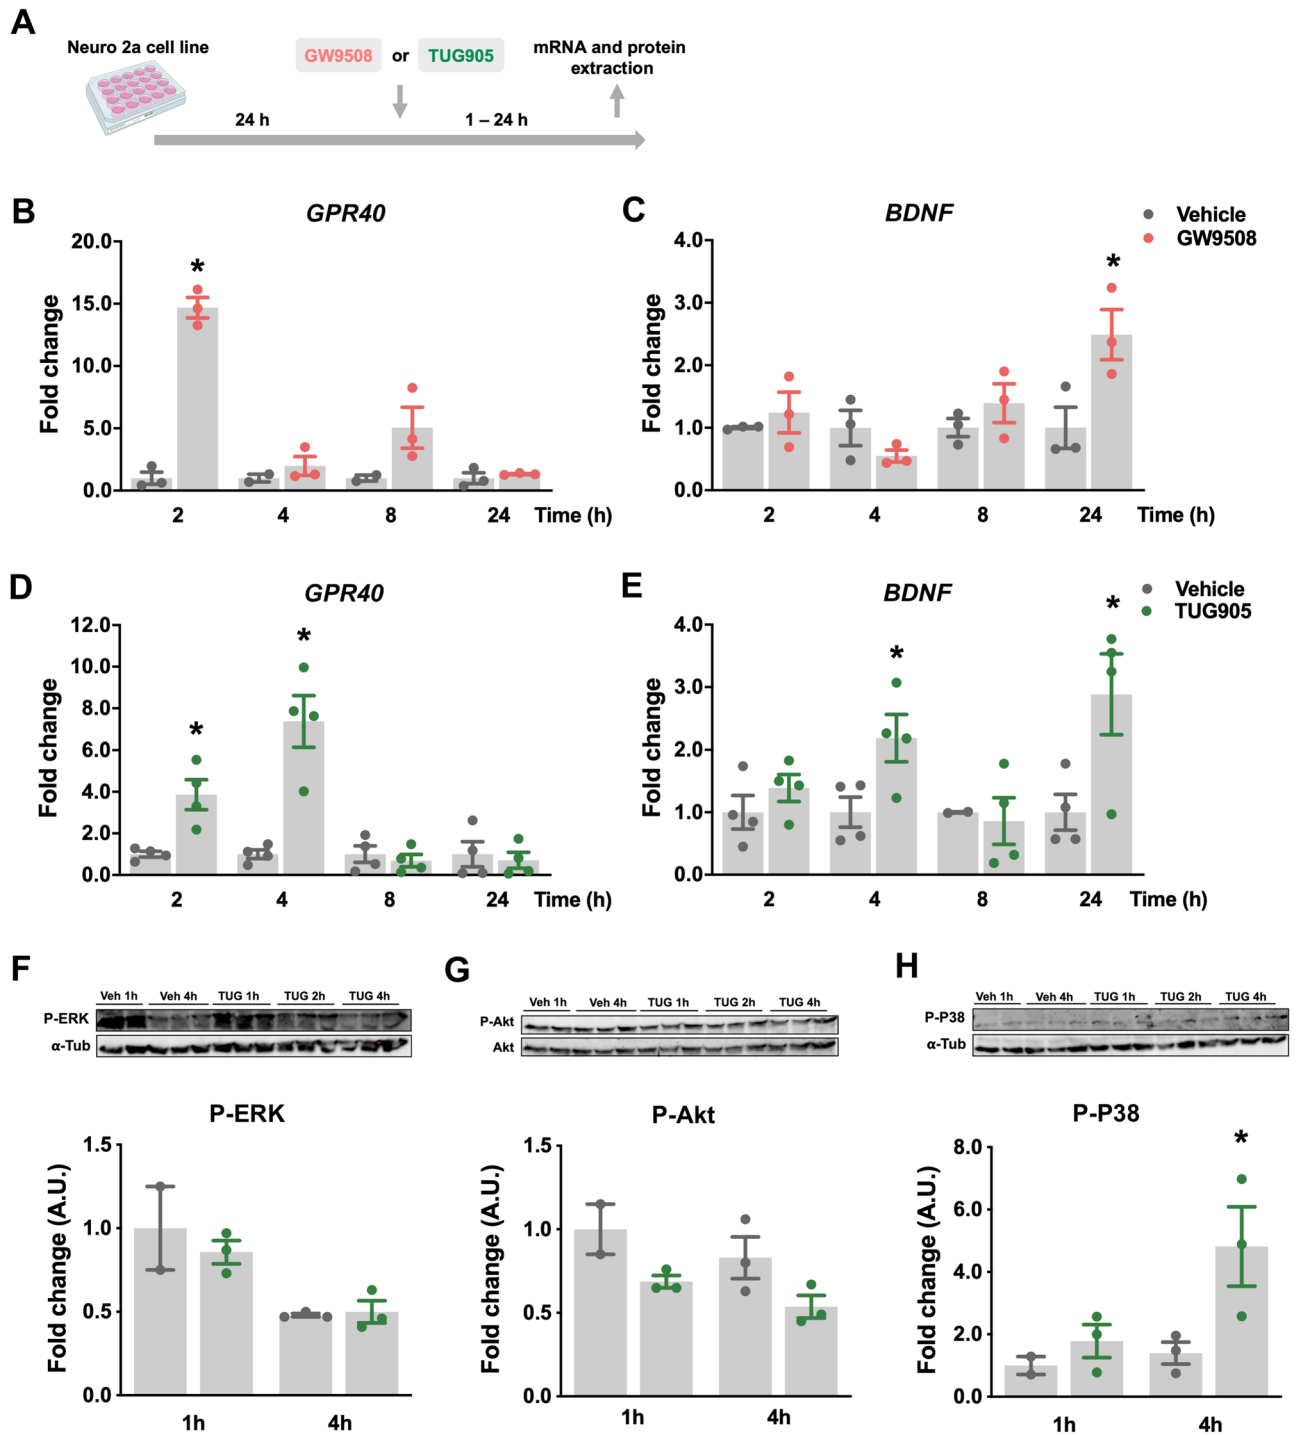 A
Neuro 2a cell line
GW9508 or TUG905
mRNA and protein
extraction
24 h
1 – 24 h
B
GPR40
Fold change
20.0
15.0
10.0
5.0
0.0
*
2 4 8 24 Time (h)
C
BDNF
Vehicle
GW9508
Fold change
4.0
3.0
2.0
1.0
0.0
*
2 4 8 24 Time (h)
D
GPR40
Fold change
12.0
10.0
8.0
6.0
4.0
2.0
0.0
*
*
2 4 8 24 Time (h)
E
BDNF
Vehicle
TUG905
Fold change
4.0
3.0
2.0
1.0
0.0
*
*
2 4 8 24 Time (h)
F
Veh 1h Veh 4h TUG 1h TUG 2h TUG 4h
P-ERK
α-Tub
P-ERK
Fold change (A.U.)
1.5
1.0
0.5
0.0
1h 4h
G
Veh 1h Veh 4h TUG 1h TUG 2h TUG 4h
P-Akt
Akt
P-Akt
Fold change (A.U.)
1.5
1.0
0.5
0.0
1h 4h
H
Veh 1h Veh 4h TUG 1h TUG 2h TUG 4h
P-P38
α-Tub
P-P38
Fold change (A.U.)
8.0
6.0
4.0
2.0
0.0
*
1h 4h